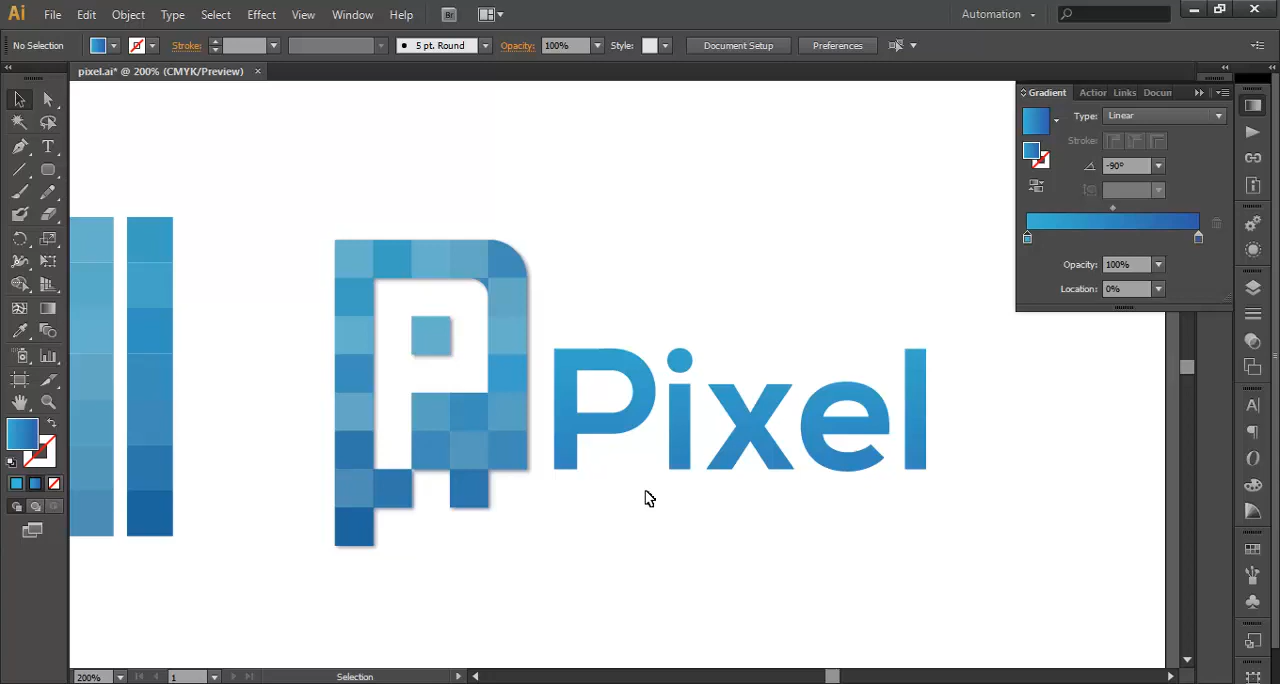 Ai File Edit Object Type Select Effect View Window Help Br Automation
No Selection Stroke: 5 pt. Round Opacity: 100% Style: Document Setup Preferences
pixel.ai* @ 200% (CMYK/Preview)
Gradient Action Links Docum
Type: Linear
Stroke:
-90°
Opacity: 100%
Location: 0%
Pixel
200% 1 Selection